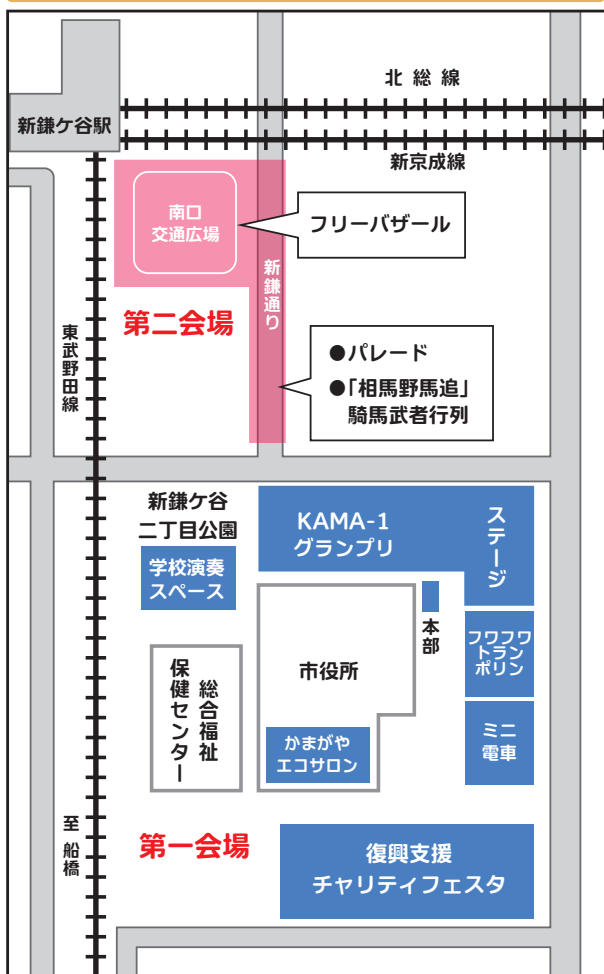 北総線
新鎌ケ谷駅
新京成線
南口
交通広場
フリーバザール
新鎌通り
第二会場
東武野田線
●パレード
●「相馬野馬追」
騎馬武者行列
新鎌ケ谷
二丁目公園
KAMA-1
グランプリ
ステージ
学校演奏
スペース
本部
フワフワ
トラン
ポリン
市役所
総合福祉
保健センター
ミニ
電車
かまがや
エコサロン
至船橋
第一会場
復興支援
チャリティフェスタ